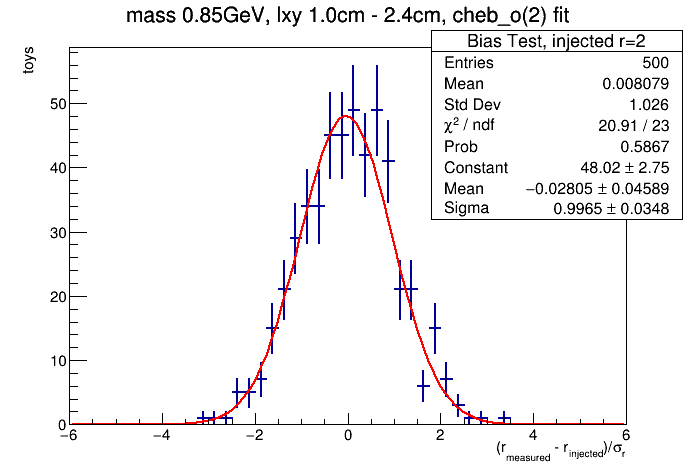 mass 0.85GeV, lxy 1.0cm - 2.4cm, cheb_o(2) fit
Bias Test, injected r=2
Entries 500
Mean 0.008079
Std Dev 1.026
χ² / ndf 20.91 / 23
Prob 0.5867
Constant 48.02 ± 2.75
Mean −0.02805 ± 0.04589
Sigma 0.9965 ± 0.0348
toys
50
40
30
20
10
0
−6 −4 −2 0 2 4 6
(r_measured - r_injected)/σ_r